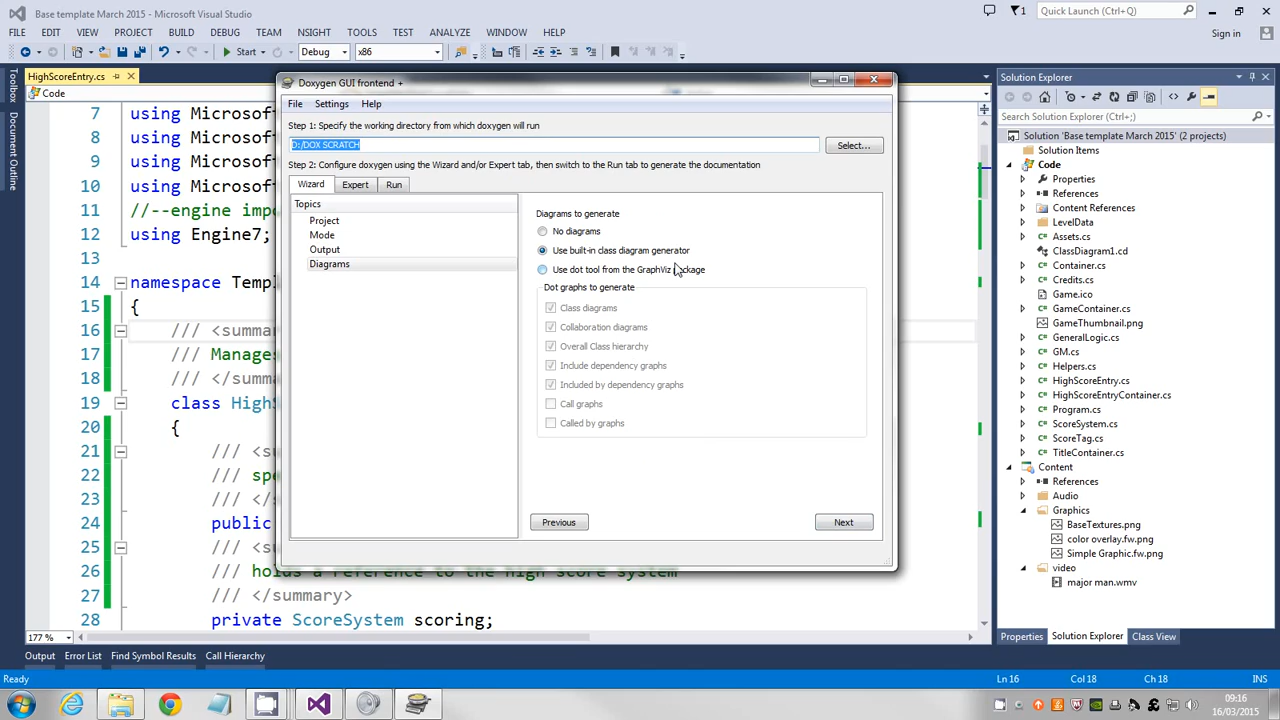 Base template March 2015 - Microsoft Visual Studio
1
Quick Launch (Ctrl+Q)
FILE EDIT VIEW PROJECT BUILD DEBUG TEAM NSIGHT TOOLS TEST ANALYZE WINDOW HELP
Sign in
Start Debug x86
HighScoreEntry.cs
Code
Toolbox
Document Outline
7 using Microsof
8 using Microsof
9 using Microsof
10 using Microsof
11 //--engine imp
12 using Engine7;
13
14 namespace Templ
15 {
16 /// <summa
17 /// Manages
18 /// </summ
19 class HighS
20 {
21 /// <s
22 /// spe
23 /// </
24 public
25 /// <s
26 /// holds a reference to the high score system
27 /// </summary>
28 private ScoreSystem scoring;
177 %
Doxygen GUI frontend +
File Settings Help
Step 1: Specify the working directory from which doxygen will run
D:/DOX SCRATCH
Select...
Step 2: Configure doxygen using the Wizard and/or Expert tab, then switch to the Run tab to generate the documentation
Wizard Expert Run
Topics
Project
Mode
Output
Diagrams
Diagrams to generate
No diagrams
Use built-in class diagram generator
Use dot tool from the GraphViz package
Dot graphs to generate
Class diagrams
Collaboration diagrams
Overall Class hierarchy
Include dependency graphs
Included by dependency graphs
Call graphs
Called by graphs
Previous
Next
Solution Explorer
Search Solution Explorer (Ctrl+;)
Solution 'Base template March 2015' (2 projects)
Solution Items
Code
Properties
References
Content References
LevelData
Assets.cs
ClassDiagram1.cd
Container.cs
Credits.cs
Game.ico
GameContainer.cs
GameThumbnail.png
GeneralLogic.cs
GM.cs
Helpers.cs
HighScoreEntry.cs
HighScoreEntryContainer.cs
Program.cs
ScoreSystem.cs
ScoreTag.cs
TitleContainer.cs
Content
References
Audio
Graphics
BaseTextures.png
color overlay.fw.png
Simple Graphic.fw.png
video
major man.wmv
Properties Solution Explorer Class View
Output Error List Find Symbol Results Call Hierarchy
Ready
Ln 16 Col 18 Ch 18 INS
09:16
16/03/2015